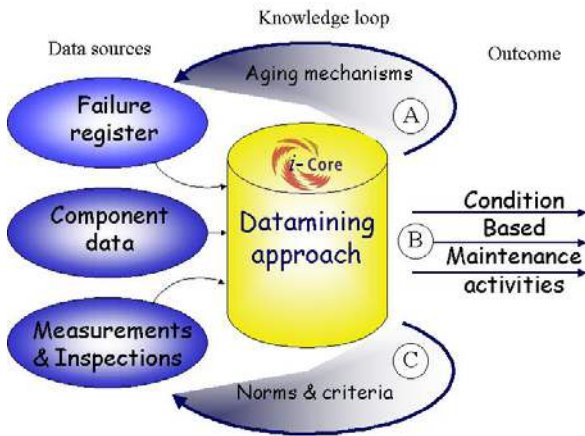 Data sources
Knowledge loop
Outcome
Aging mechanisms
A
Failure
register
Component
data
Measurements
& Inspections
i-Core
Datamining
approach
B
Condition
Based
Maintenance
activities
C
Norms & criteria